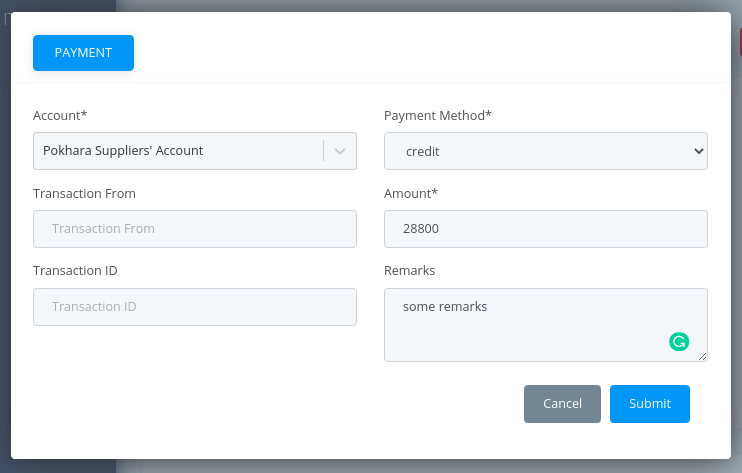 PAYMENT
Account*
Payment Method*
Pokhara Suppliers' Account
credit
Transaction From
Amount*
Transaction From
28800
Transaction ID
Remarks
Transaction ID
some remarks
Cancel
Submit